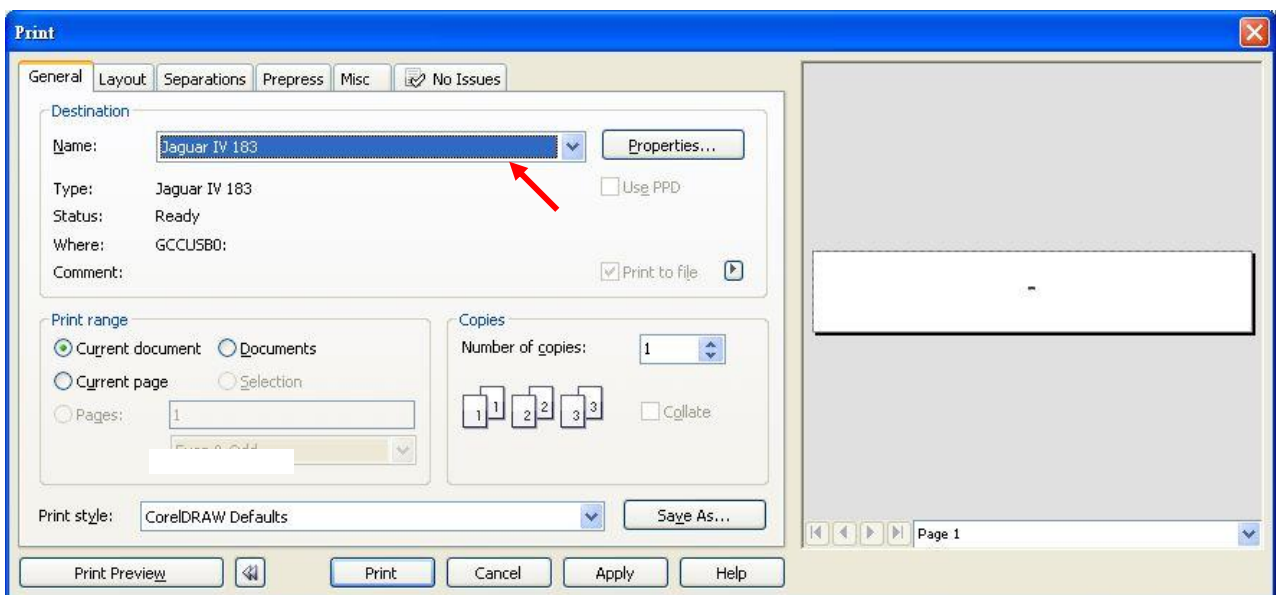 Print
General Layout Separations Prepress Misc No Issues
Destination
Name: Jaguar IV 183 Properties...
Type: Jaguar IV 183 Use PPD
Status: Ready
Where: GCCUSB0:
Comment: Print to file
Print range
Current document Documents
Current page Selection
Pages: 1
Copies
Number of copies: 1
1 1 2 2 3 3 Collate
Print style: CorelDRAW Defaults Save As...
Page 1
Print Preview Print Cancel Apply Help